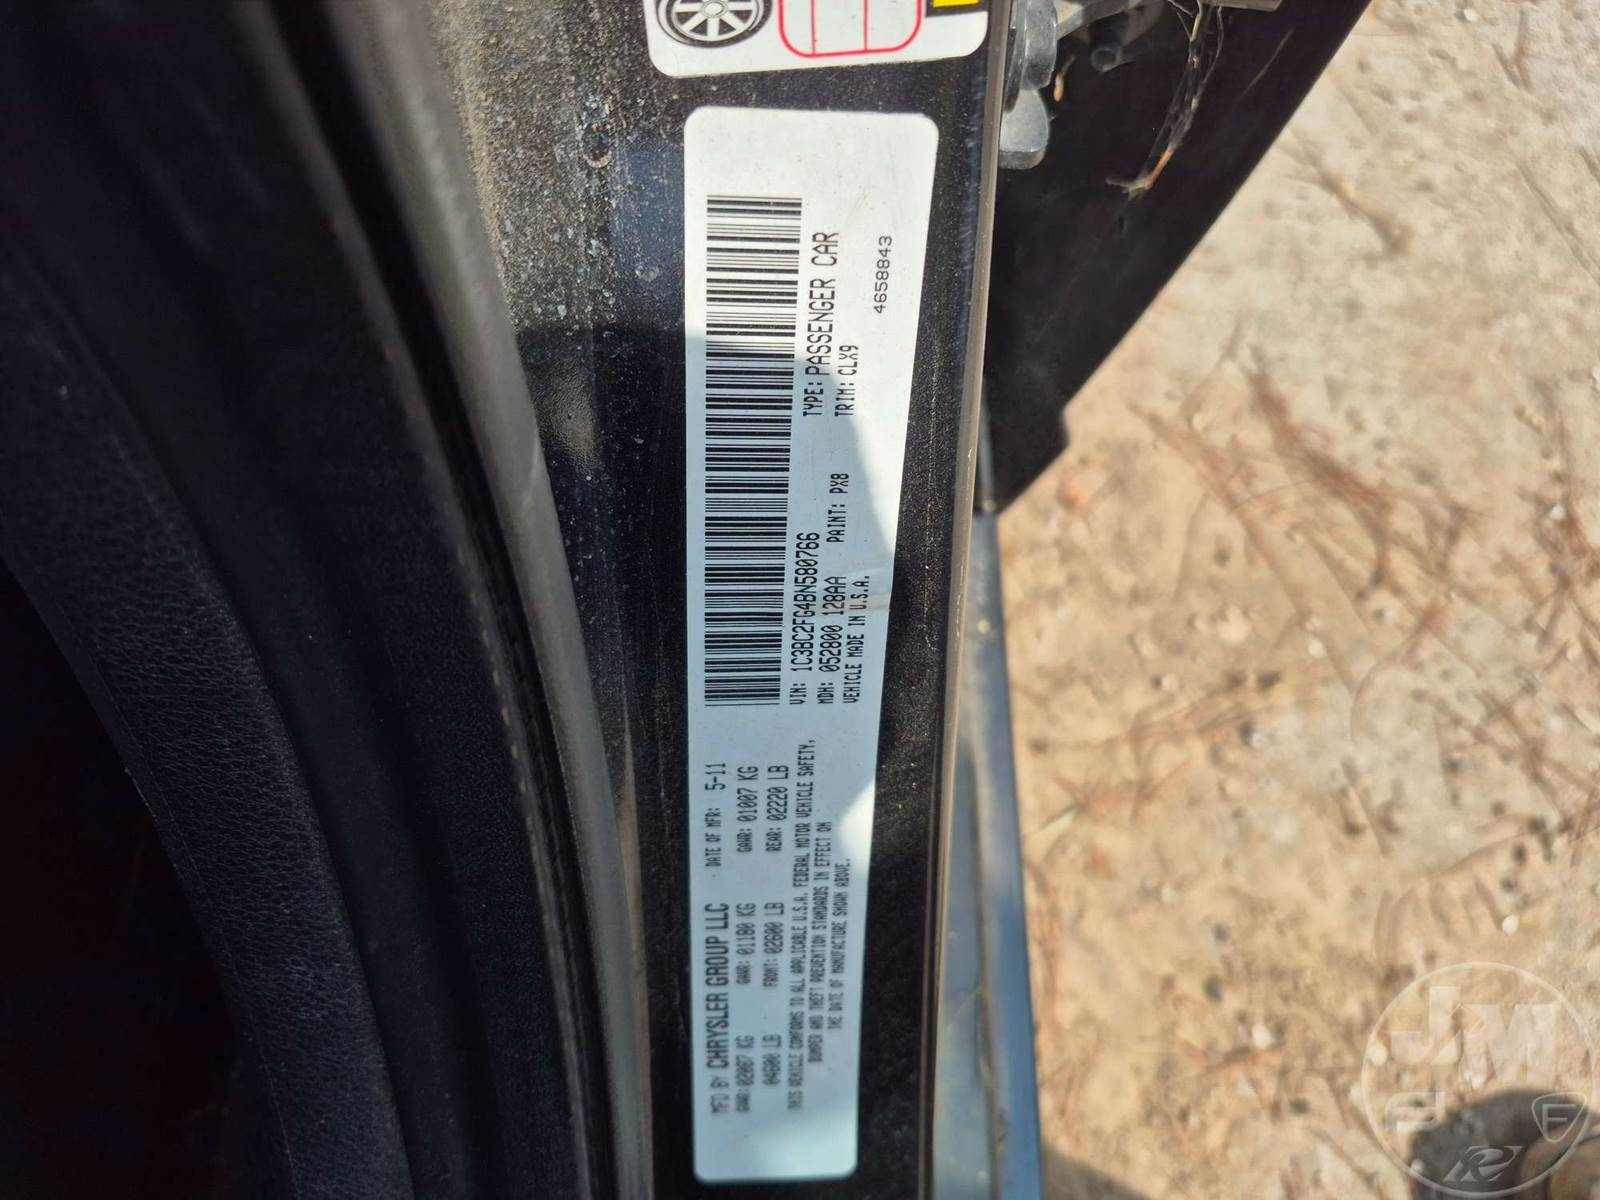 MFD BY CHRYSLER GROUP LLC DATE OF MFR: 5-11
GVWR: 02087 KG GAWR: 01180 KG GAWR: 01007 KG
04600 LB FRONT: 02600 LB REAR: 02220 LB
THIS VEHICLE CONFORMS TO ALL APPLICABLE U.S.A. FEDERAL MOTOR VEHICLE SAFETY,
BUMPER AND THEFT PREVENTION STANDARDS IN EFFECT ON
THE DATE OF MANUFACTURE SHOWN ABOVE.
VIN: 1C3BC2FG4BN580766 TYPE: PASSENGER CAR
MDH: 052800 128AA PAINT: PX8 TRIM: CLX9
VEHICLE MADE IN U.S.A.
4658843
JM